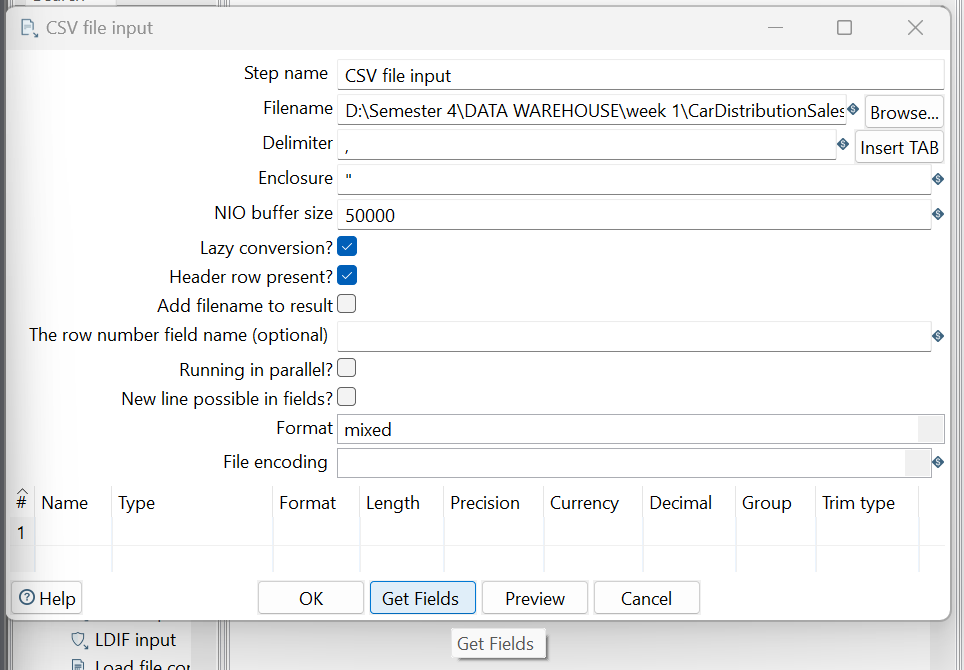 CSV file input
Step name CSV file input
Filename D:\Semester 4\DATA WAREHOUSE\week 1\CarDistributionSales Browse...
Delimiter , Insert TAB
Enclosure "
NIO buffer size 50000
Lazy conversion?
Header row present?
Add filename to result
The row number field name (optional)
Running in parallel?
New line possible in fields?
Format mixed
File encoding
# Name Type Format Length Precision Currency Decimal Group Trim type
1
Help OK Get Fields Preview Cancel
LDIF input
Get Fields
Load file